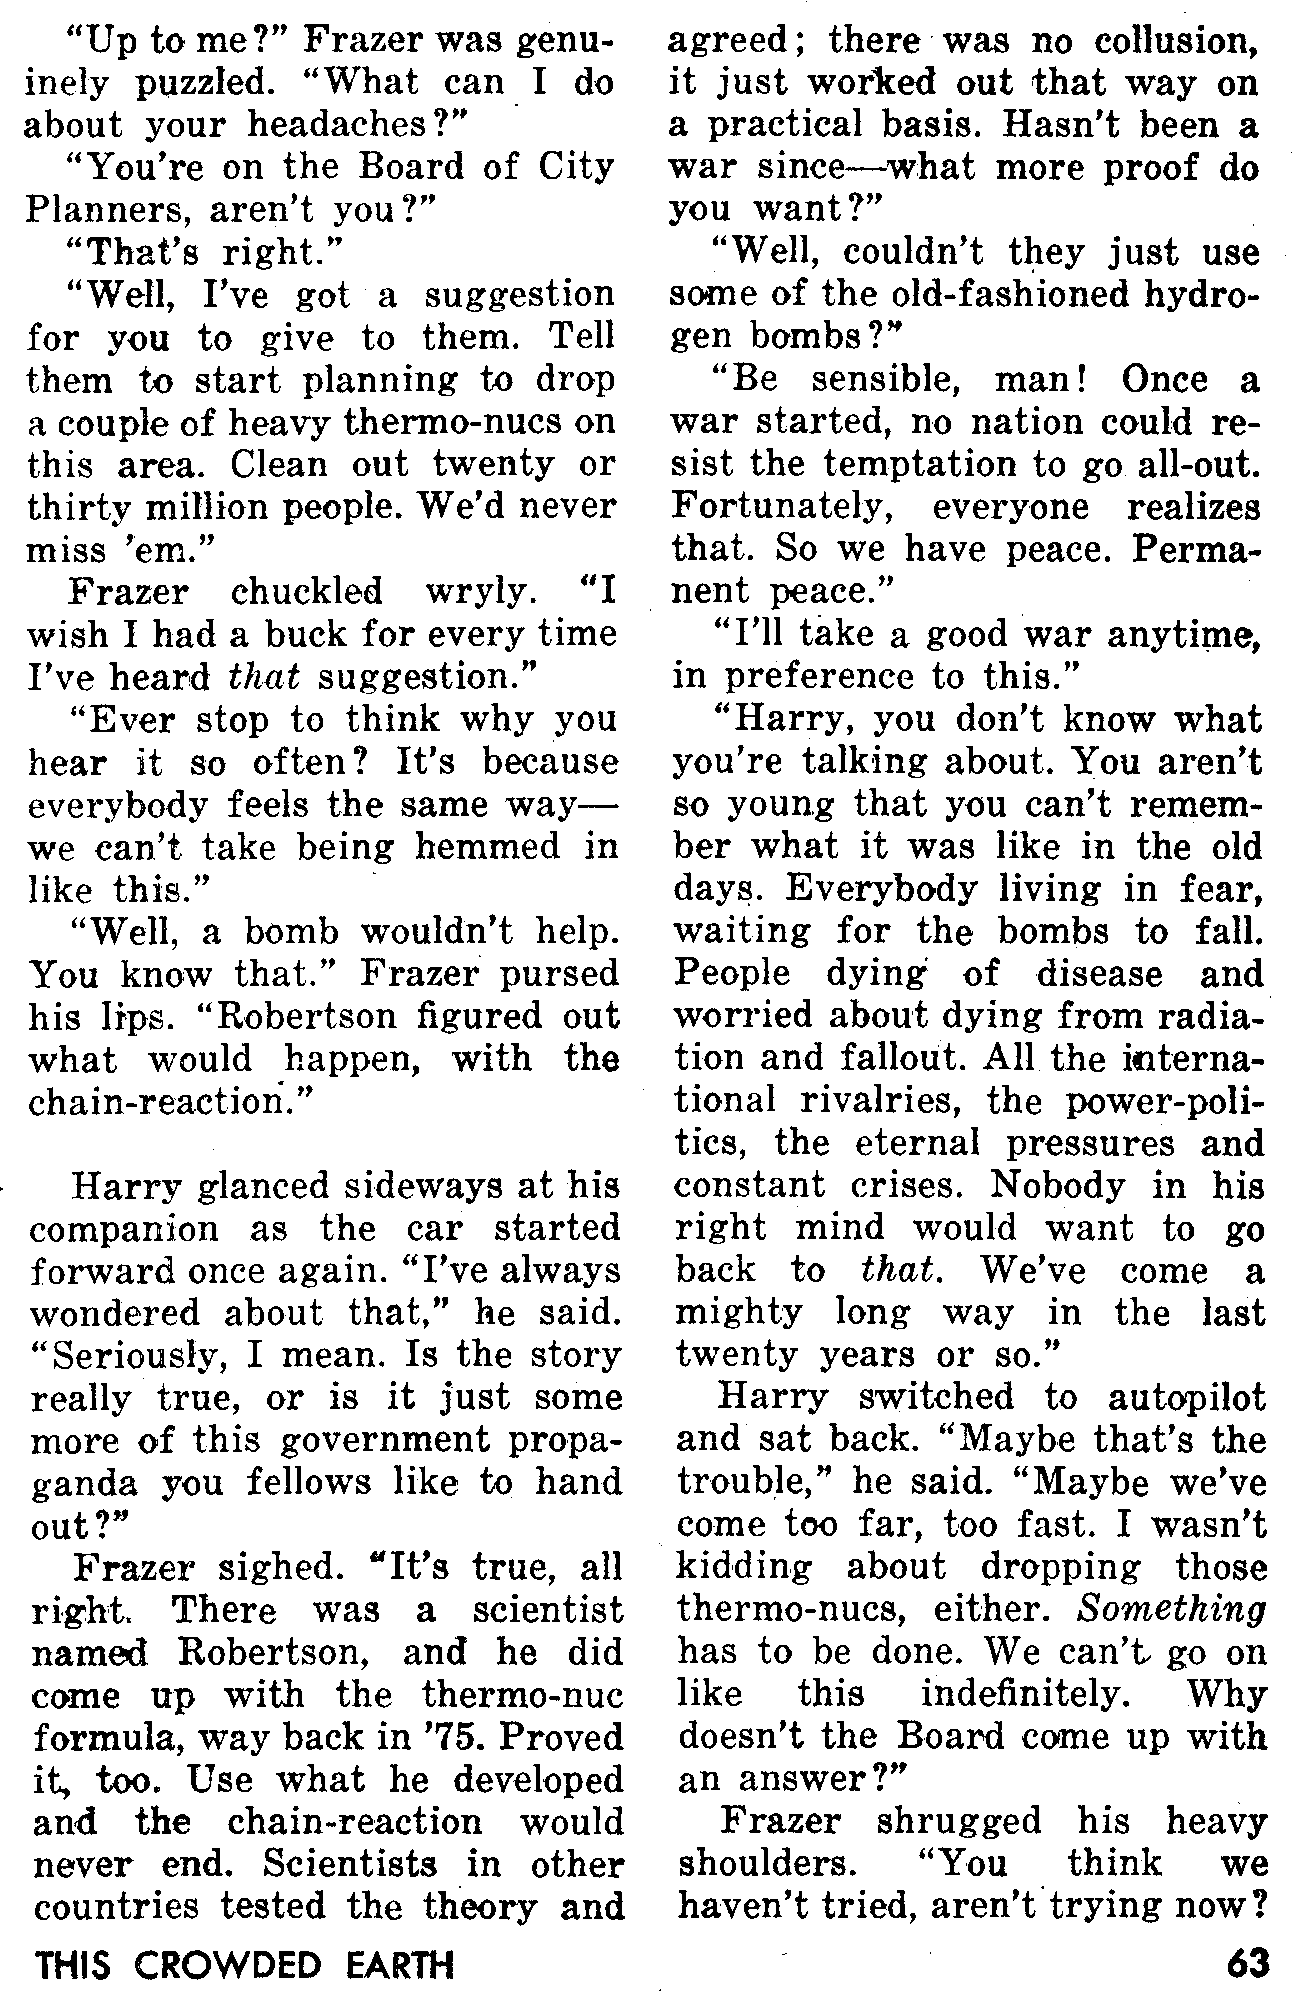 “Up to me?” Frazer was genu-
inely puzzled. “What can I do
about your headaches?”
“You're on the Board of City
Planners, aren't you?”
“That's right.”
“Well, I've got a suggestion
for you to give to them. Tell
them to start planning to drop
a couple of heavy thermo-nucs on
this area. Clean out twenty or
thirty million people. We'd never
miss 'em.”
Frazer chuckled wryly. “I
wish I had a buck for every time
I've heard that suggestion.”
“Ever stop to think why you
hear it so often? It's because
everybody feels the same way—
we can't take being hemmed in
like this.”
“Well, a bomb wouldn't help.
You know that.” Frazer pursed
his lips. “Robertson figured out
what would happen, with the
chain-reaction.”
Harry glanced sideways at his
companion as the car started
forward once again. “I've always
wondered about that,” he said.
“Seriously, I mean. Is the story
really true, or is it just some
more of this government propa-
ganda you fellows like to hand
out?”
Frazer sighed. “It's true, all
right. There was a scientist
named Robertson, and he did
come up with the thermo-nuc
formula, way back in '75. Proved
it, too. Use what he developed
and the chain-reaction would
never end. Scientists in other
countries tested the theory and
agreed; there was no collusion,
it just worked out that way on
a practical basis. Hasn't been a
war since—what more proof do
you want?”
“Well, couldn't they just use
some of the old-fashioned hydro-
gen bombs?”
“Be sensible, man! Once a
war started, no nation could re-
sist the temptation to go all-out.
Fortunately, everyone realizes
that. So we have peace. Perma-
nent peace.”
“I'll take a good war anytime,
in preference to this.”
“Harry, you don't know what
you're talking about. You aren't
so young that you can't remem-
ber what it was like in the old
days. Everybody living in fear,
waiting for the bombs to fall.
People dying of disease and
worried about dying from radia-
tion and fallout. All the interna-
tional rivalries, the power-poli-
tics, the eternal pressures and
constant crises. Nobody in his
right mind would want to go
back to that. We've come a
mighty long way in the last
twenty years or so.”
Harry switched to autopilot
and sat back. “Maybe that's the
trouble,” he said. “Maybe we've
come too far, too fast. I wasn't
kidding about dropping those
thermo-nucs, either. Something
has to be done. We can't go on
like this indefinitely. Why
doesn't the Board come up with
an answer?”
Frazer shrugged his heavy
shoulders. “You think we
haven't tried, aren't trying now?
THIS CROWDED EARTH 63